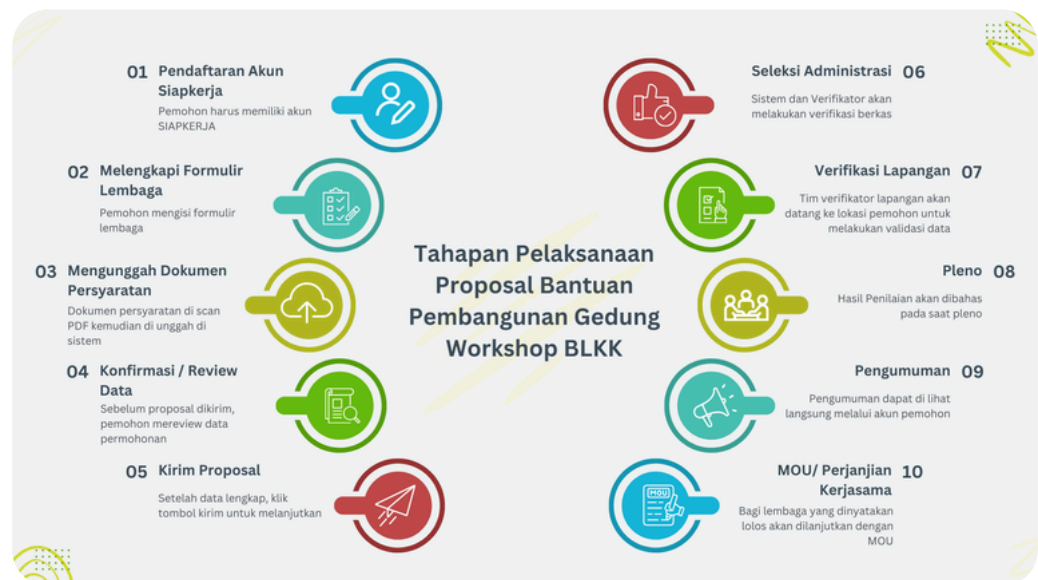 01 Pendaftaran Akun
Siapkerja
Pemohon harus memiliki akun
SIAPKERJA
02 Melengkapi Formulir
Lembaga
Pemohon mengisi formulir
lembaga
03 Mengunggah Dokumen
Persyaratan
Dokumen persyaratan di scan
PDF kemudian di unggah di
sistem
04 Konfirmasi / Review
Data
Sebelum proposal dikirim,
pemohon mereview data
permohonan
05 Kirim Proposal
Setelah data lengkap, klik
tombol kirim untuk melanjutkan
Tahapan Pelaksanaan
Proposal Bantuan
Pembangunan Gedung
Workshop BLKK
Seleksi Administrasi 06
Sistem dan Verifikator akan
melakukan verifikasi berkas
Verifikasi Lapangan 07
Tim verifikator lapangan akan
datang ke lokasi pemohon untuk
melakukan validasi data
Pleno 08
Hasil Penilaian akan dibahas
pada saat pleno
Pengumuman 09
Pengumuman dapat di lihat
langsung melalui akun pemohon
MOU
MOU/ Perjanjian 10
Kerjasama
Bagi lembaga yang dinyatakan
lolos akan dilanjutkan dengan
MOU